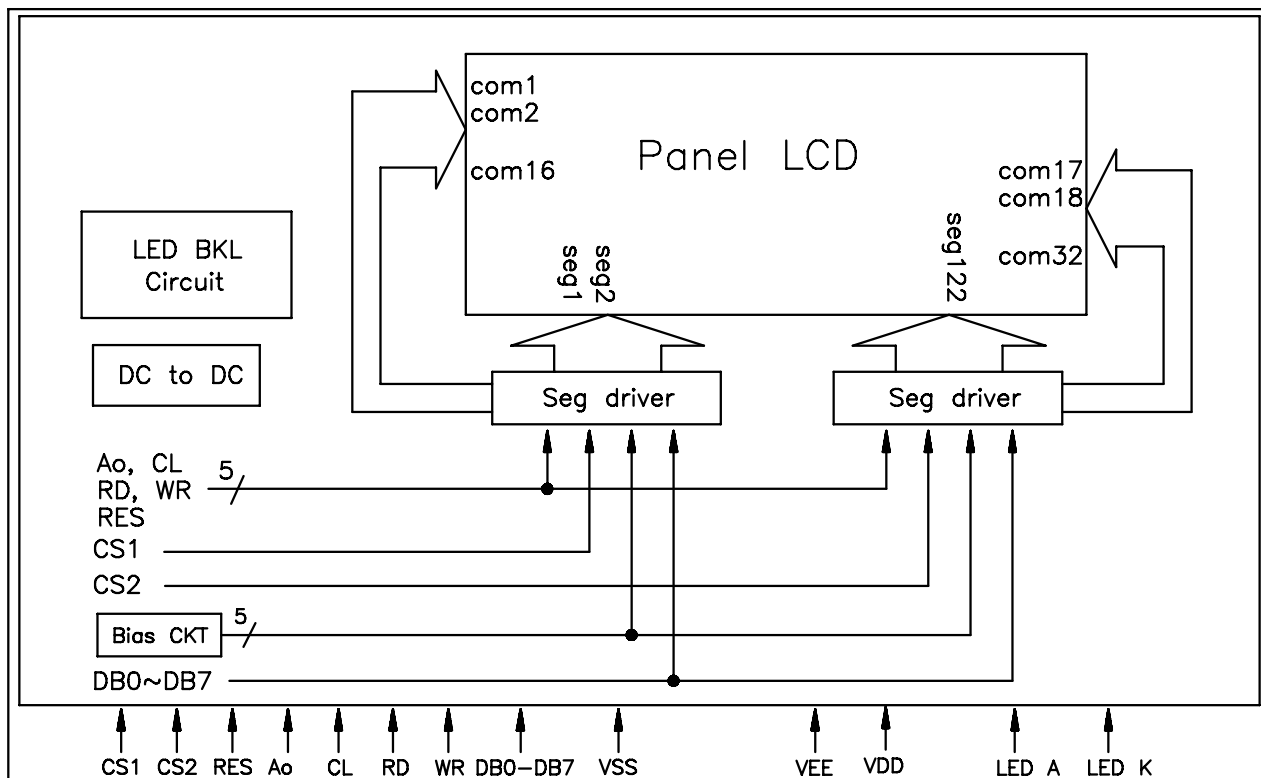 com1
com2
com16
Panel LCD
com17
com18
com32
seg1
seg2
seg122
LED BKL
Circuit
DC to DC
Seg driver
Seg driver
Ao, CL
RD, WR
RES
5
CS1
CS2
Bias CKT
5
DB0~DB7
CS1 CS2 RES Ao CL RD WR DB0-DB7 VSS VEE VDD LED A LED K